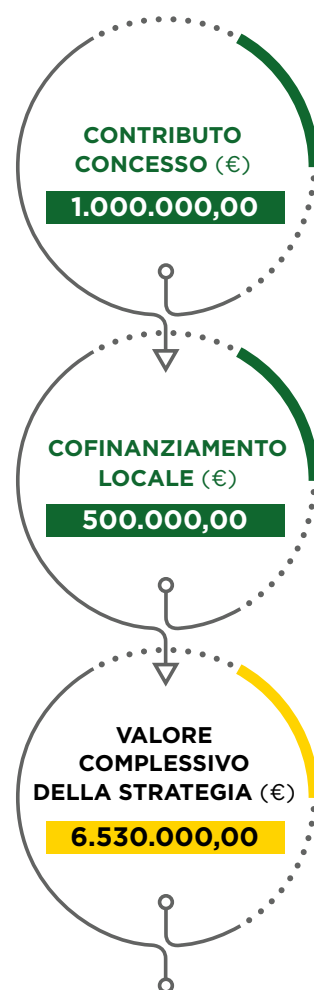 CONTRIBUTO
CONCESSO (€)
1.000.000,00
COFINANZIAMENTO
LOCALE (€)
500.000,00
VALORE
COMPLESSIVO
DELLA STRATEGIA (€)
6.530.000,00